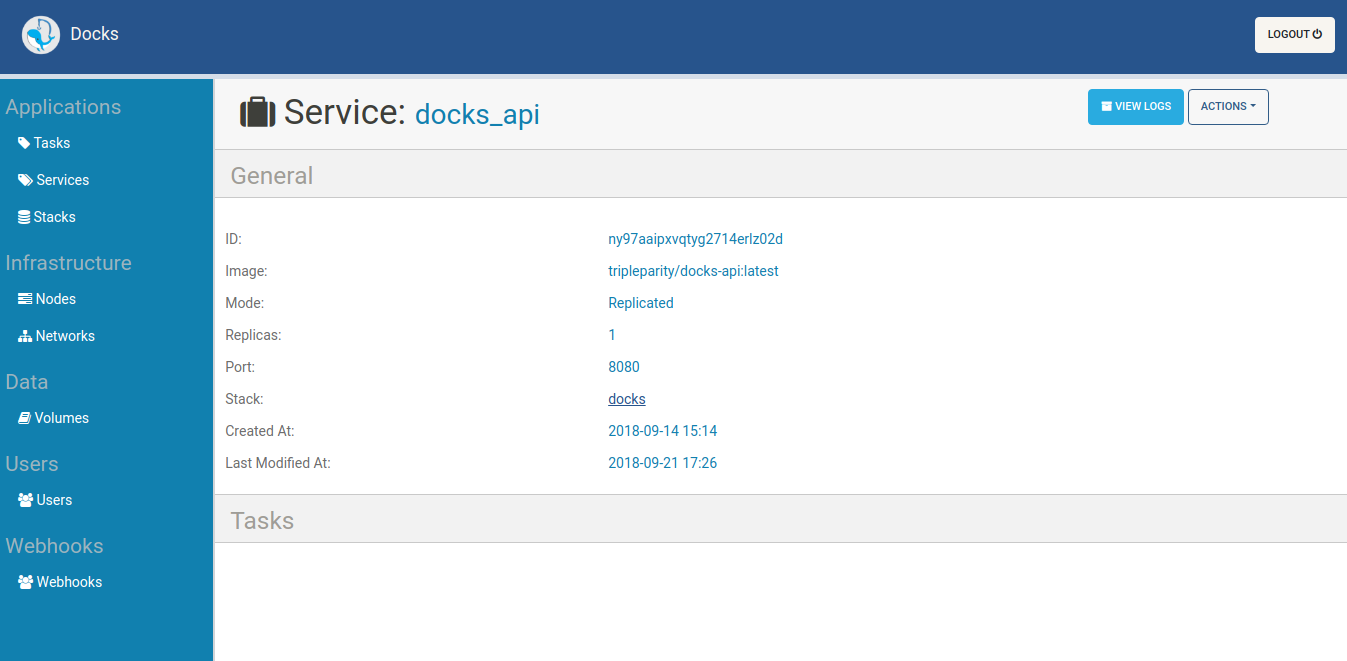 Docks
LOGOUT
Applications
Tasks
Services
Stacks
Infrastructure
Nodes
Networks
Data
Volumes
Users
Users
Webhooks
Webhooks
Service: docks_api
VIEW LOGS
ACTIONS
General
ID: ny97aaipxvqtyg2714erlz02d
Image: tripleparity/docks-api:latest
Mode: Replicated
Replicas: 1
Port: 8080
Stack: docks
Created At: 2018-09-14 15:14
Last Modified At: 2018-09-21 17:26
Tasks